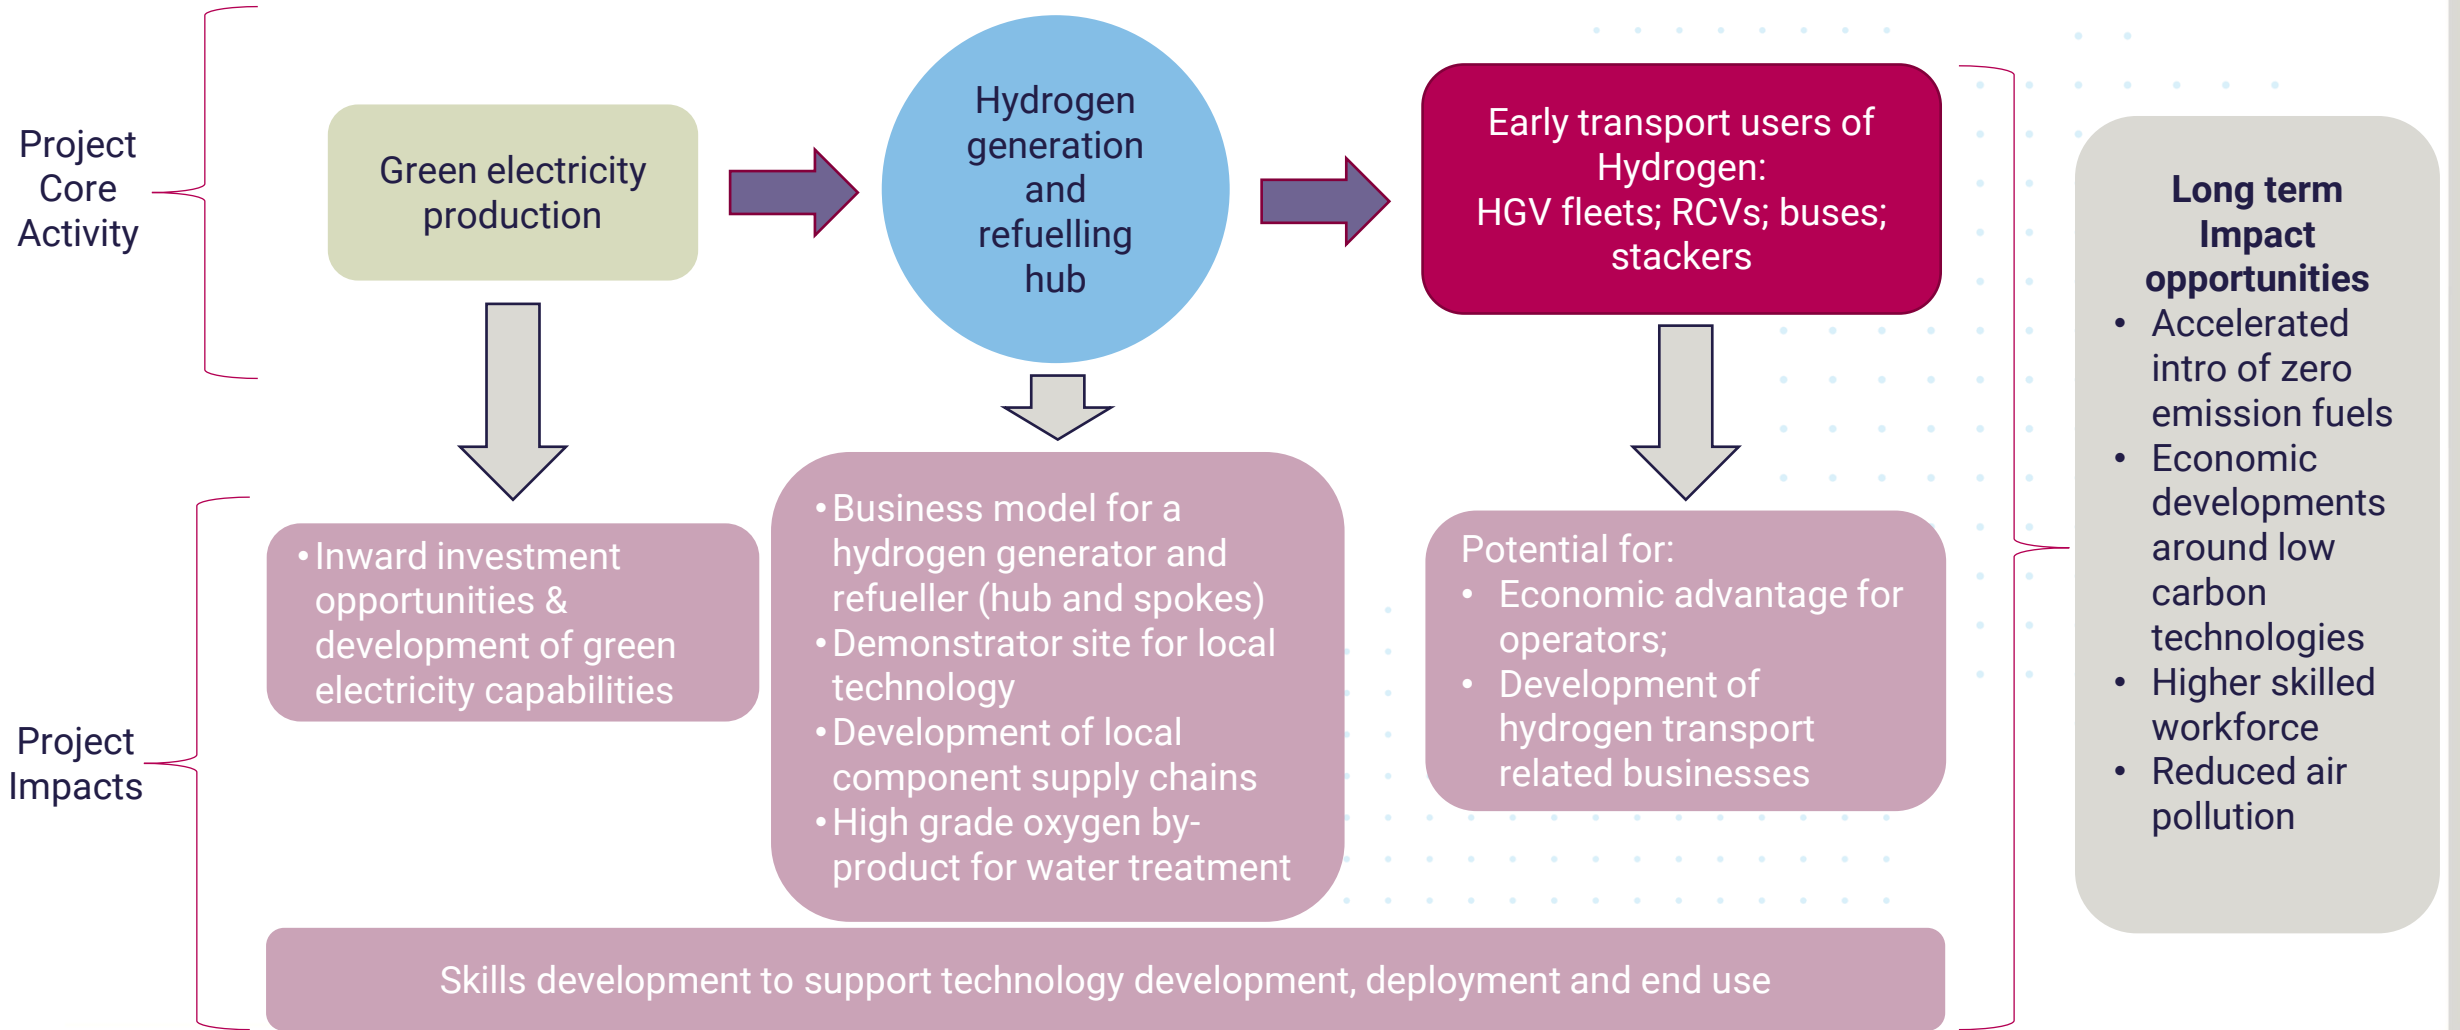 Project
Core
Activity
Green electricity
production
Hydrogen
generation
and
refuelling
hub
Early transport users of
Hydrogen:
HGV fleets; RCVs; buses;
stackers
Long term
Impact
opportunities
• Accelerated
intro of zero
emission fuels
• Economic
developments
around low
carbon
technologies
• Higher skilled
workforce
• Reduced air
pollution
Project
Impacts
• Inward investment
opportunities &
development of green
electricity capabilities
• Business model for a
hydrogen generator and
refueller (hub and spokes)
• Demonstrator site for local
technology
• Development of local
component supply chains
• High grade oxygen by-
product for water treatment
Potential for:
• Economic advantage for
operators;
• Development of
hydrogen transport
related businesses
Skills development to support technology development, deployment and end use